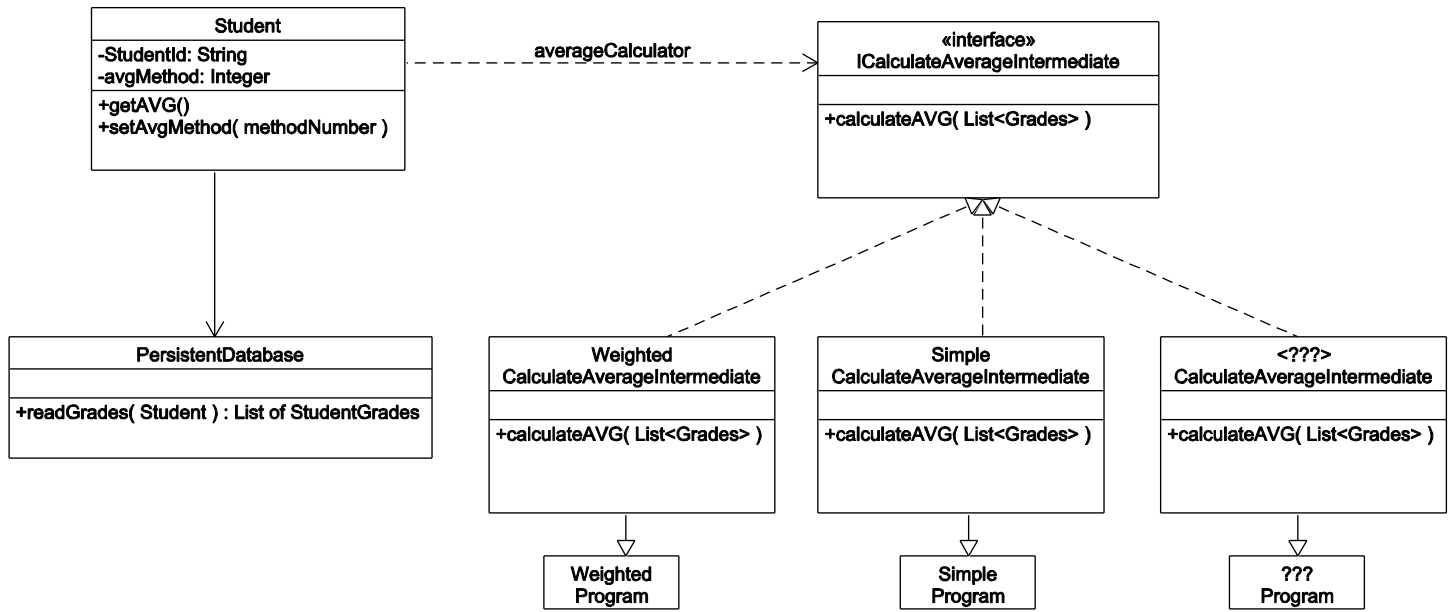 Student
-StudentId: String
-avgMethod: Integer
+getAVG()
+setAvgMethod( methodNumber )
averageCalculator
«interface»
ICalculateAverageIntermediate
+calculateAVG( List<Grades> )
PersistentDatabase
+readGrades( Student ) : List of StudentGrades
Weighted
CalculateAverageIntermediate
+calculateAVG( List<Grades> )
Simple
CalculateAverageIntermediate
+calculateAVG( List<Grades> )
<???>
CalculateAverageIntermediate
+calculateAVG( List<Grades> )
Weighted
Program
Simple
Program
???
Program